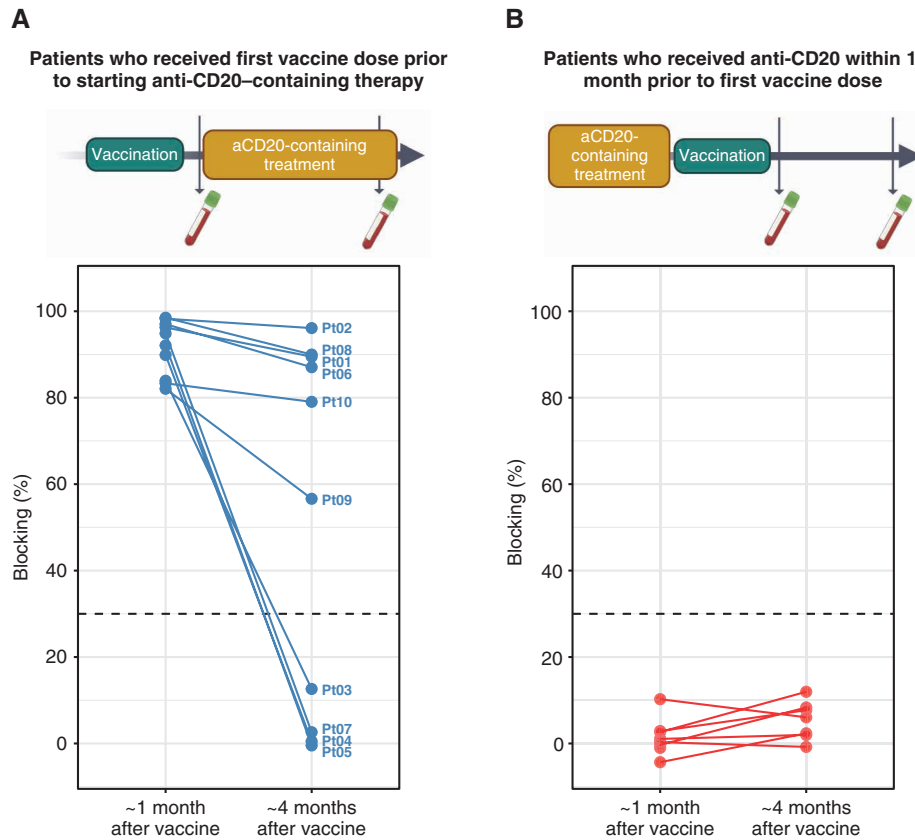 A
Patients who received first vaccine dose prior
to starting anti-CD20–containing therapy
Vaccination
aCD20-containing
treatment
Blocking (%)
100
80
60
40
20
0
Pt02
Pt08
Pt01
Pt06
Pt10
Pt09
Pt03
Pt07
Pt04
Pt05
~1 month
after vaccine
~4 months
after vaccine
B
Patients who received anti-CD20 within 1
month prior to first vaccine dose
aCD20-
containing
treatment
Vaccination
Blocking (%)
100
80
60
40
20
0
~1 month
after vaccine
~4 months
after vaccine